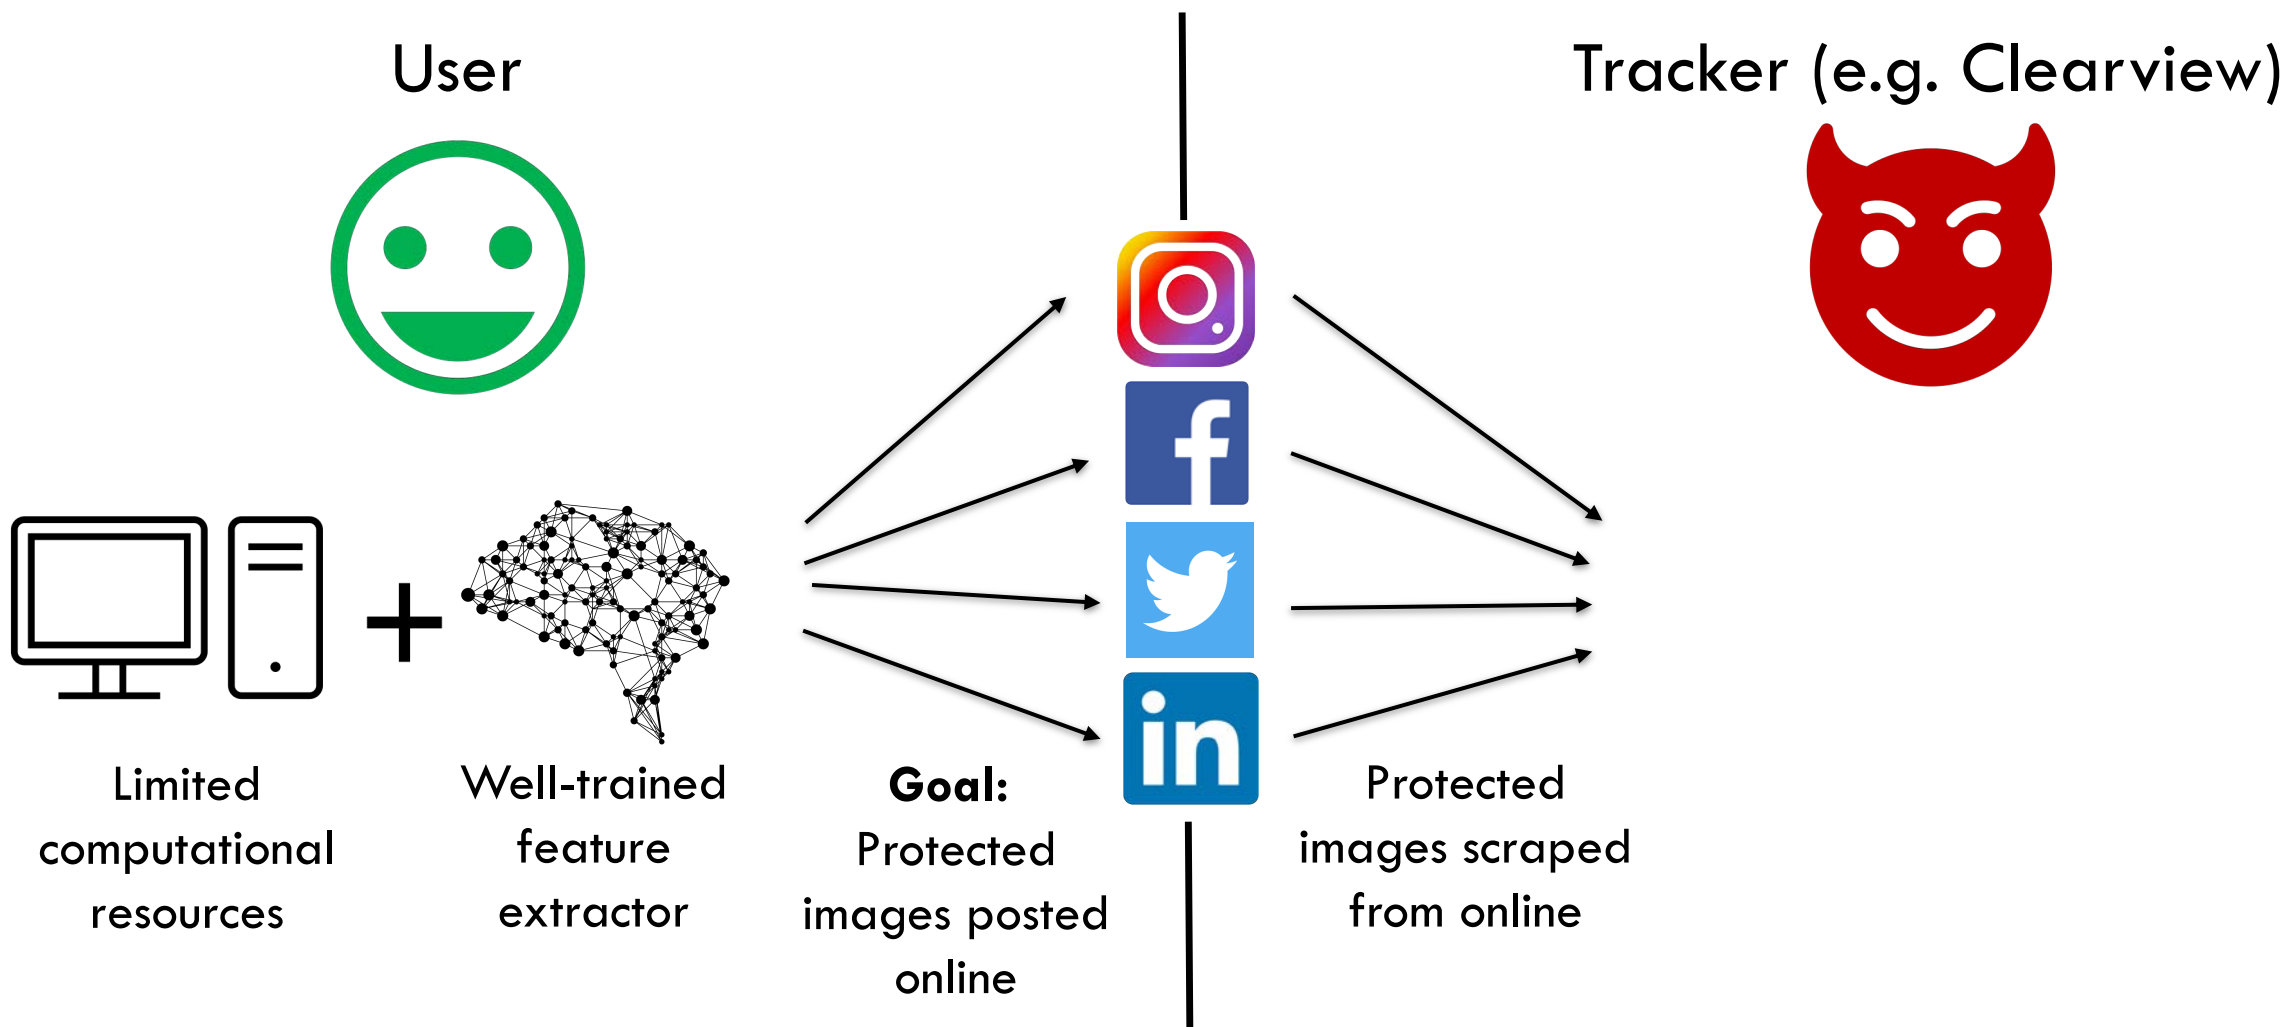 User
Tracker (e.g. Clearview)
f
in
Limited
computational
resources
Well-trained
feature
extractor
Goal:
Protected
images posted
online
Protected
images scraped
from online